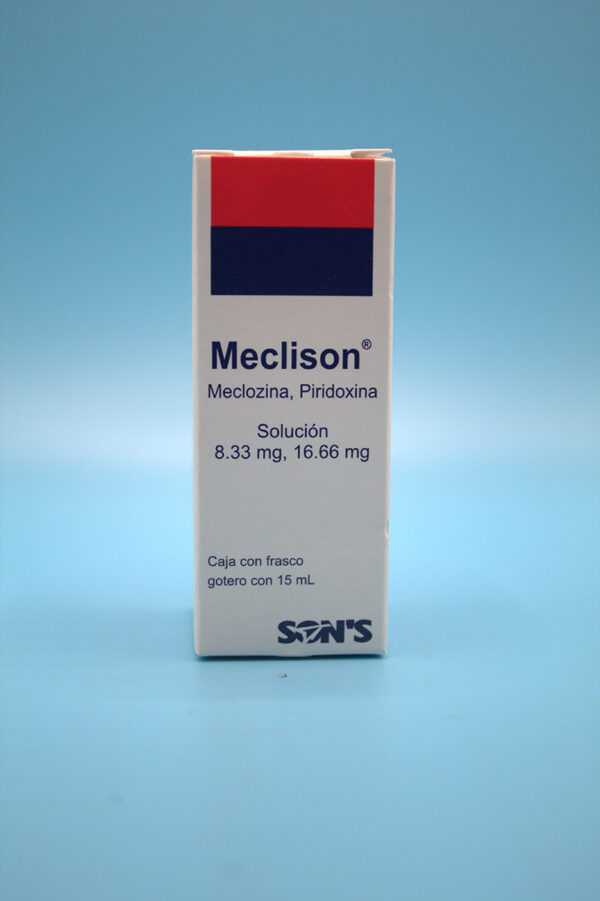 Meclison®
Meclozina, Piridoxina
Solución
8.33 mg, 16.66 mg
Caja con frasco
gotero con 15 mL
SON'S